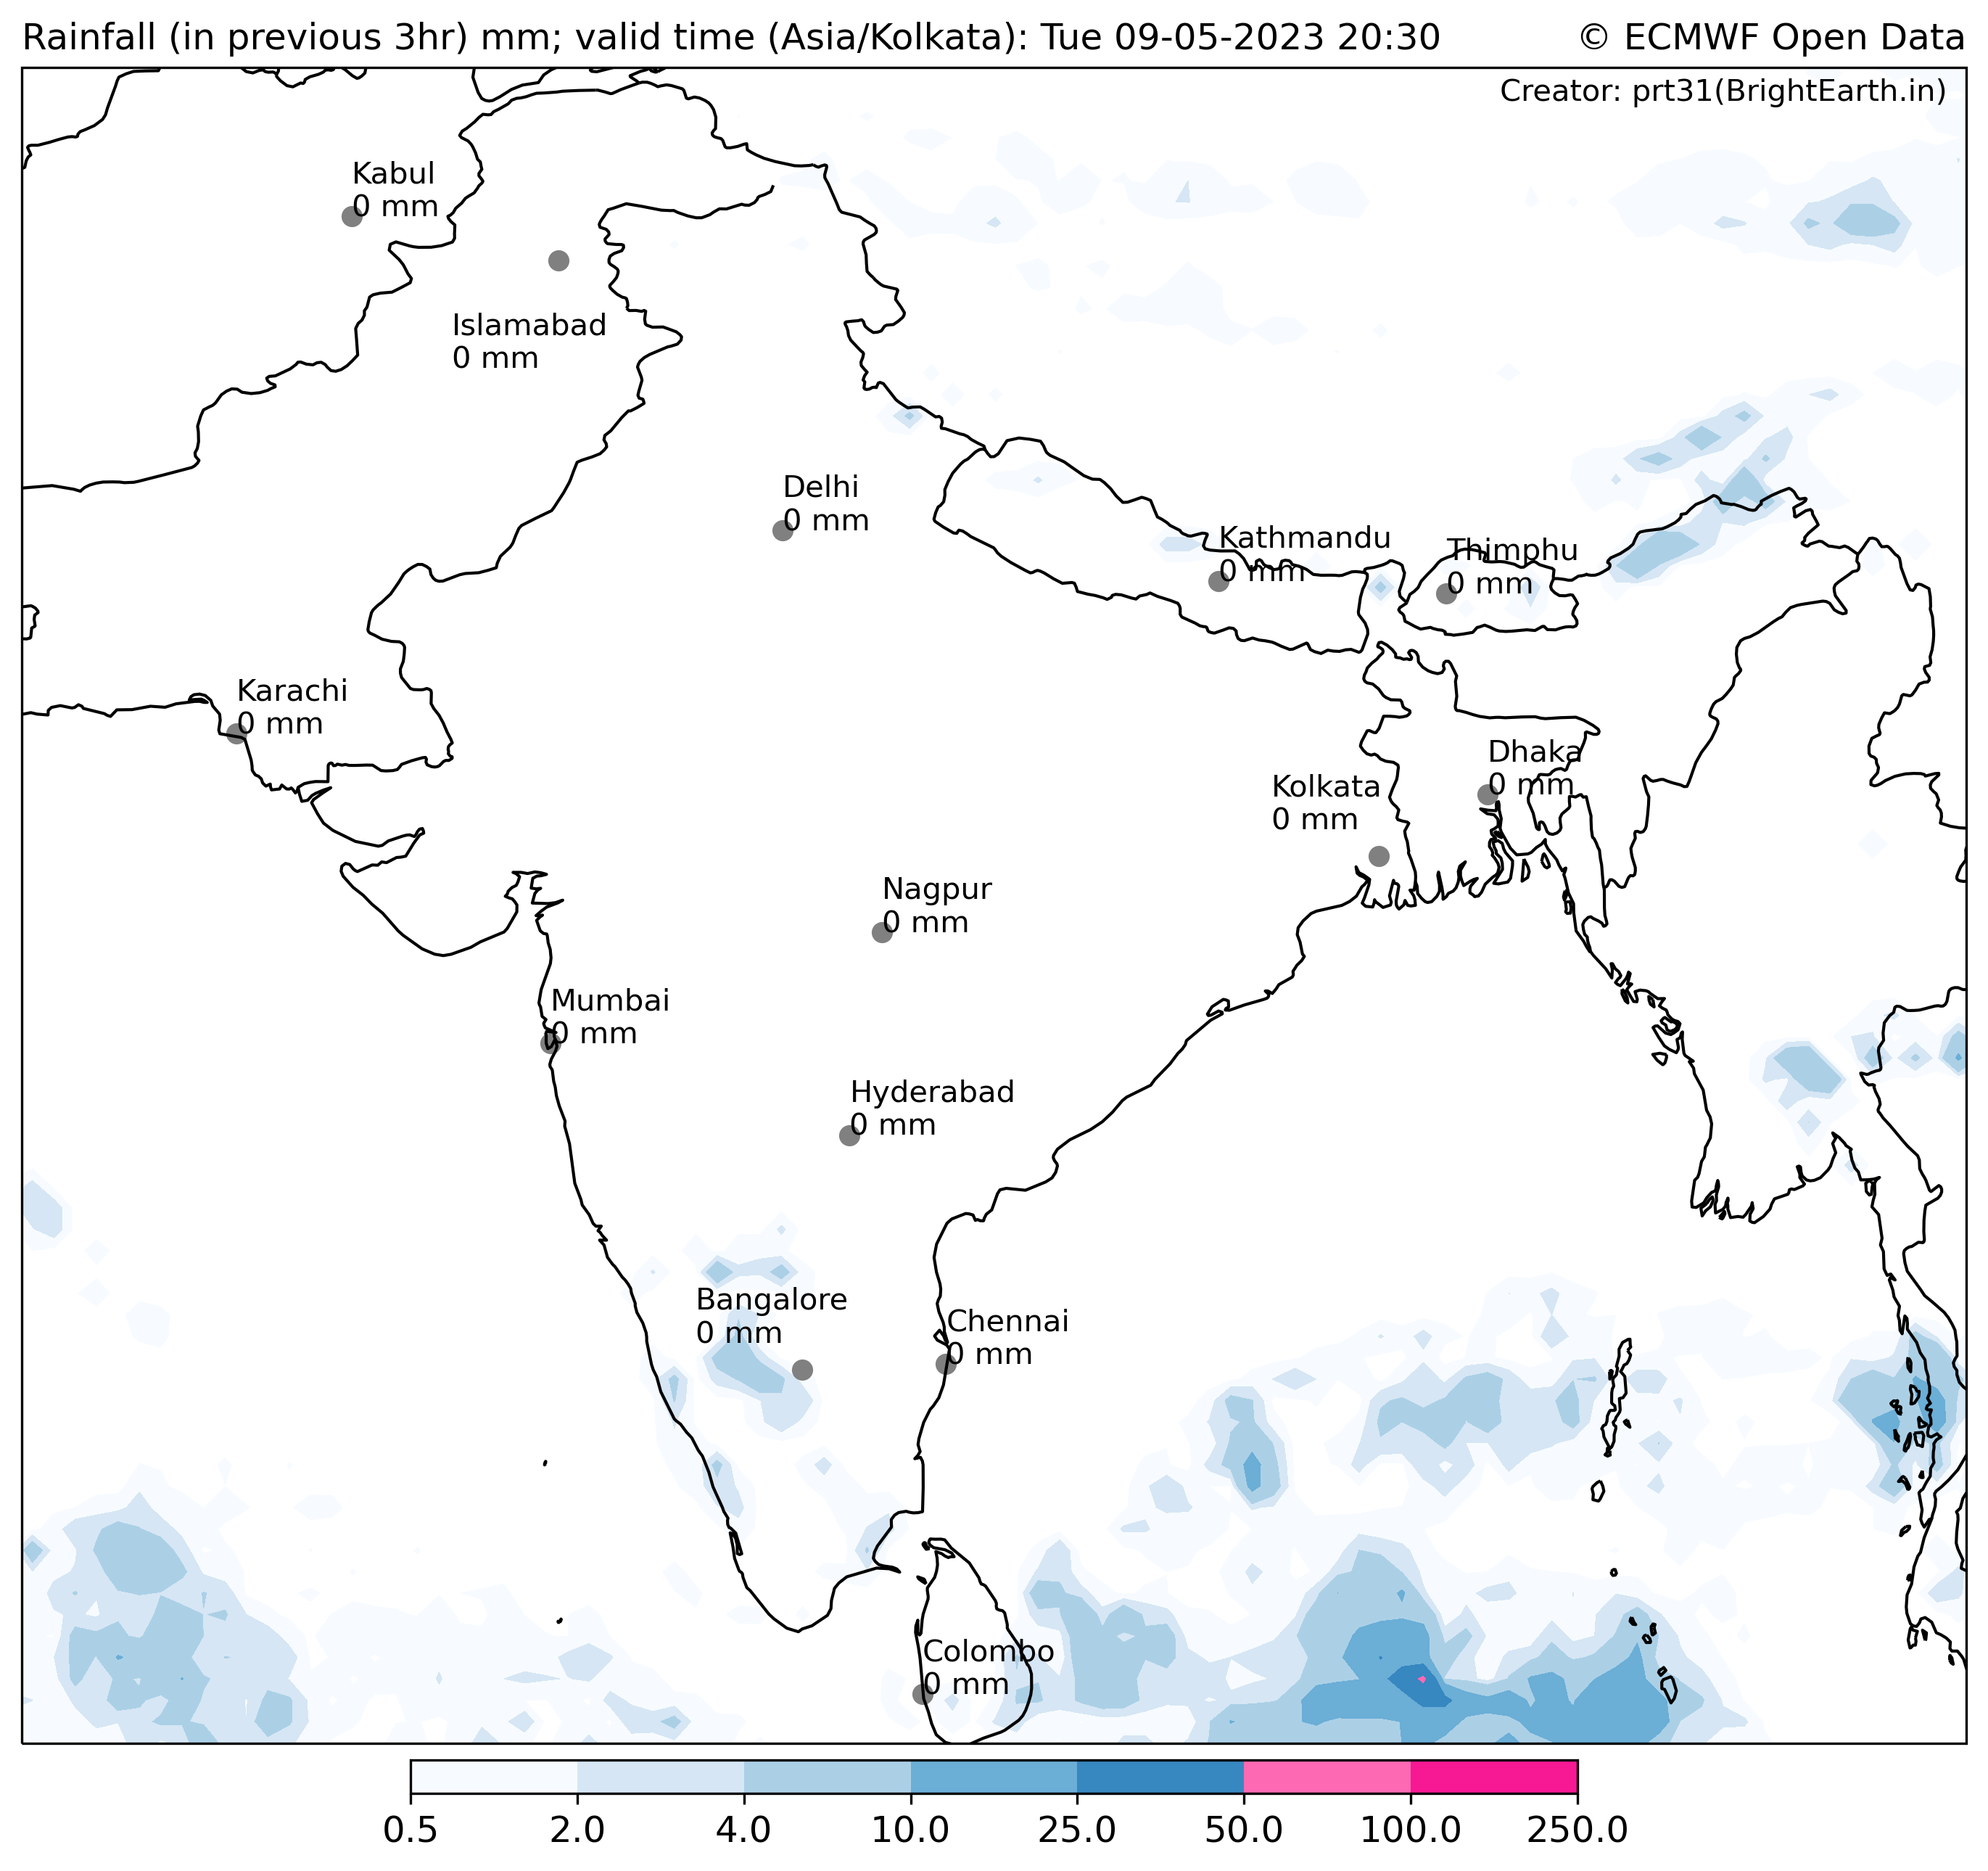 Rainfall (in previous 3hr) mm; valid time (Asia/Kolkata): Tue 09-05-2023 20:30
© ECMWF Open Data
Creator: prt31(BrightEarth.in)
Kabul
0 mm
Islamabad
0 mm
Delhi
0 mm
Kathmandu
0 mm
Thimphu
0 mm
Karachi
0 mm
Dhaka
0 mm
Kolkata
0 mm
Nagpur
0 mm
Mumbai
0 mm
Hyderabad
0 mm
Bangalore
0 mm
Chennai
0 mm
Colombo
0 mm
0.5 2.0 4.0 10.0 25.0 50.0 100.0 250.0